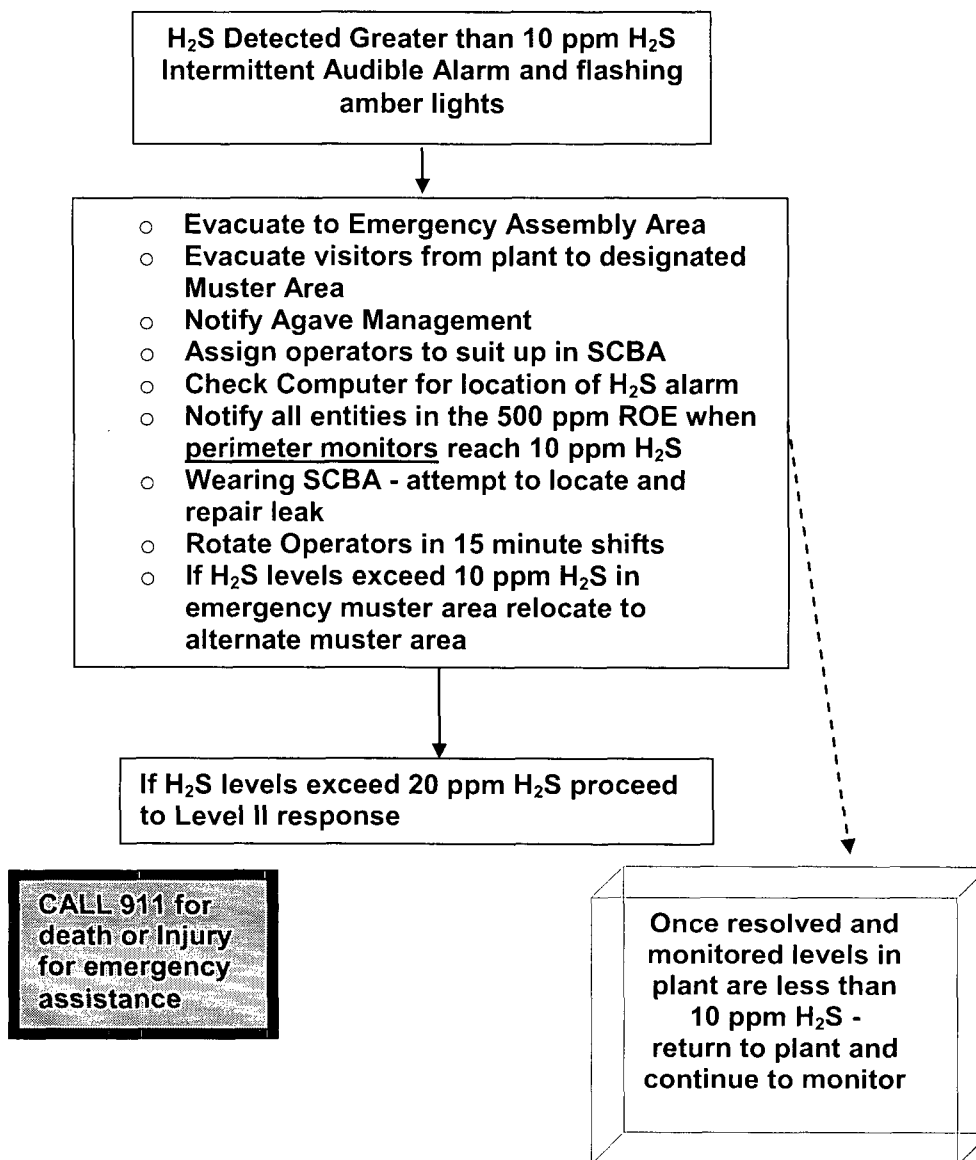 H₂S Detected Greater than 10 ppm H₂S
Intermittent Audible Alarm and flashing
amber lights
○ Evacuate to Emergency Assembly Area
○ Evacuate visitors from plant to designated
Muster Area
○ Notify Agave Management
○ Assign operators to suit up in SCBA
○ Check Computer for location of H₂S alarm
○ Notify all entities in the 500 ppm ROE when
perimeter monitors reach 10 ppm H₂S
○ Wearing SCBA - attempt to locate and
repair leak
○ Rotate Operators in 15 minute shifts
○ If H₂S levels exceed 10 ppm H₂S in
emergency muster area relocate to
alternate muster area
If H₂S levels exceed 20 ppm H₂S proceed
to Level II response
CALL 911 for
death or Injury
for emergency
assistance
Once resolved and
monitored levels in
plant are less than
10 ppm H₂S -
return to plant and
continue to monitor